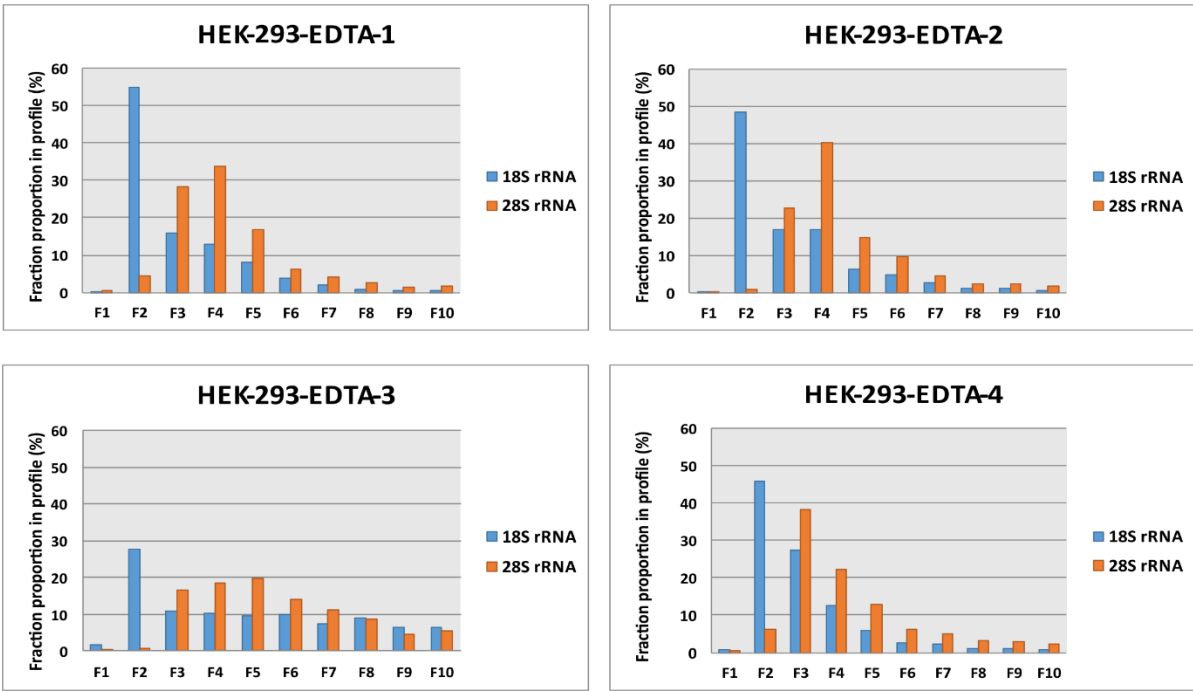 HEK-293-EDTA-1
Fraction proportion in profile (%)
60
50
40
30
20
10
0
F1 F2 F3 F4 F5 F6 F7 F8 F9 F10
18S rRNA
28S rRNA
HEK-293-EDTA-2
Fraction proportion in profile (%)
60
50
40
30
20
10
0
F1 F2 F3 F4 F5 F6 F7 F8 F9 F10
18S rRNA
28S rRNA
HEK-293-EDTA-3
Fraction proportion in profile (%)
60
50
40
30
20
10
0
F1 F2 F3 F4 F5 F6 F7 F8 F9 F10
18S rRNA
28S rRNA
HEK-293-EDTA-4
Fraction proportion in profile (%)
60
50
40
30
20
10
0
F1 F2 F3 F4 F5 F6 F7 F8 F9 F10
18S rRNA
28S rRNA